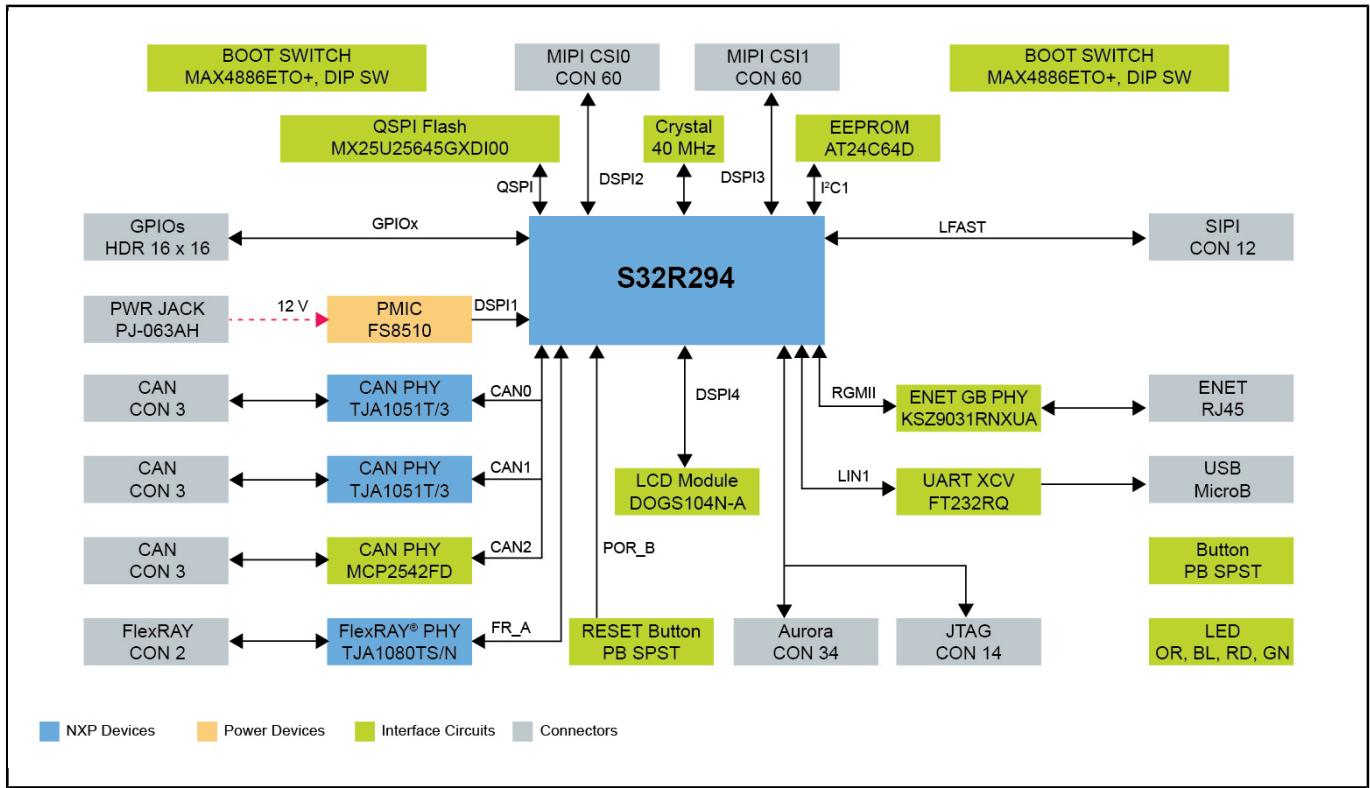 BOOT SWITCH
MAX4886ETO+, DIP SW
MIPI CSI0
CON 60
MIPI CSI1
CON 60
BOOT SWITCH
MAX4886ETO+, DIP SW
QSPI Flash
MX25U25645GXDI00
Crystal
40 MHz
EEPROM
AT24C64D
QSPI
DSPI2
DSPI3
I²C1
GPIOs
HDR 16 x 16
GPIOx
S32R294
LFAST
SIPI
CON 12
PWR JACK
PJ-063AH
12 V
PMIC
FS8510
DSPI1
CAN
CON 3
CAN PHY
TJA1051T/3
CAN0
DSPI4
RGMII
ENET GB PHY
KSZ9031RNXUA
ENET
RJ45
CAN
CON 3
CAN PHY
TJA1051T/3
CAN1
LCD Module
DOGS104N-A
LIN1
UART XCV
FT232RQ
USB
MicroB
CAN
CON 3
CAN PHY
MCP2542FD
CAN2
POR_B
Button
PB SPST
FlexRAY
CON 2
FlexRAY® PHY
TJA1080TS/N
FR_A
RESET Button
PB SPST
Aurora
CON 34
JTAG
CON 14
LED
OR, BL, RD, GN
NXP Devices
Power Devices
Interface Circuits
Connectors